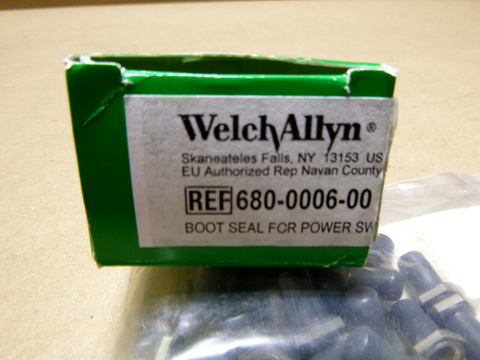 WelchAllyn®
Skaneateles Falls, NY 13153 US
EU Authorized Rep Navan County
REF 680-0006-00
BOOT SEAL FCR POWER SW